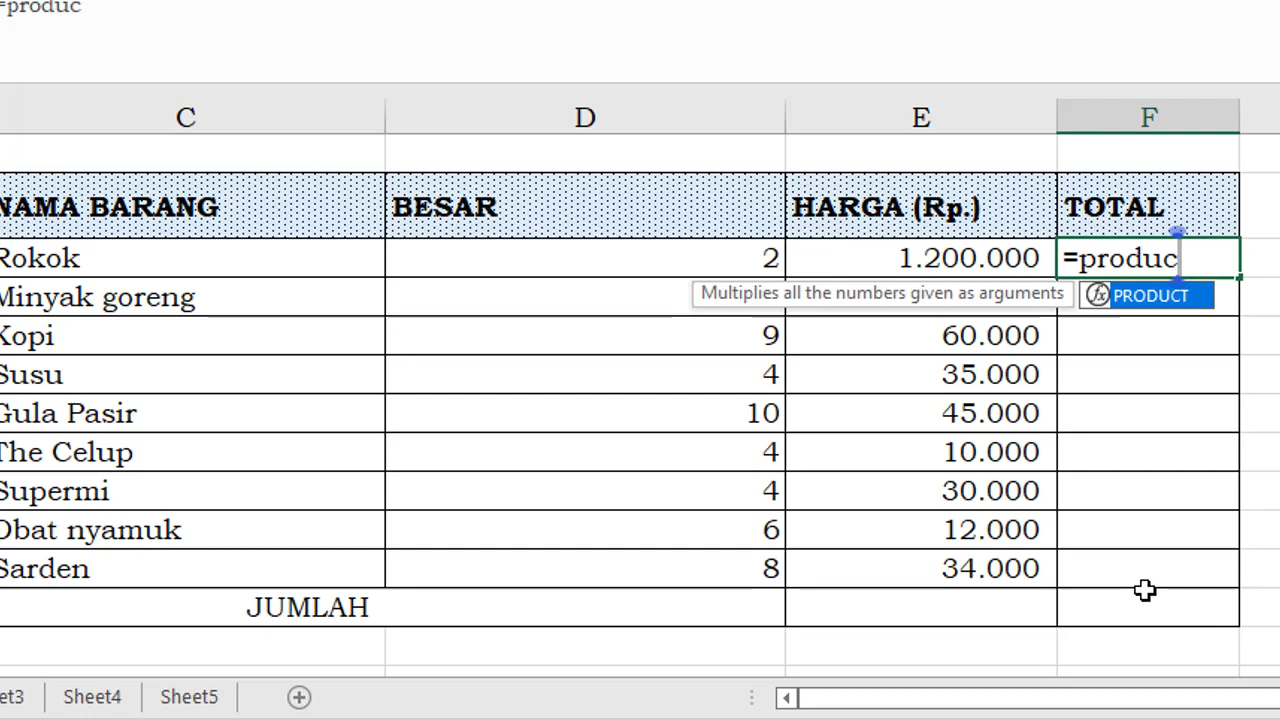 =produc
C D E F
NAMA BARANG BESAR HARGA (Rp.) TOTAL
Rokok 2 1.200.000 =produc
Minyak goreng Multiplies all the numbers given as arguments fx PRODUCT
Kopi 9 60.000
Susu 4 35.000
Gula Pasir 10 45.000
The Celup 4 10.000
Supermi 4 30.000
Obat nyamuk 6 12.000
Sarden 8 34.000
JUMLAH
et3 Sheet4 Sheet5